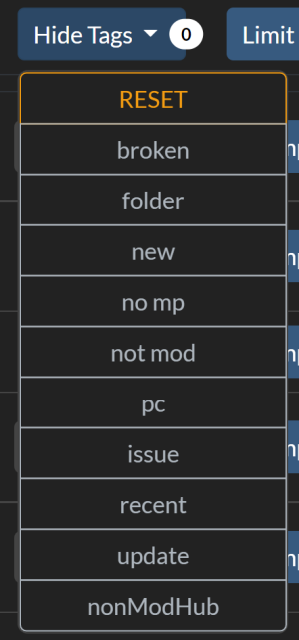 Hide Tags 0 Limit
RESET
broken
folder
new
no mp
not mod
pc
issue
recent
update
nonModHub